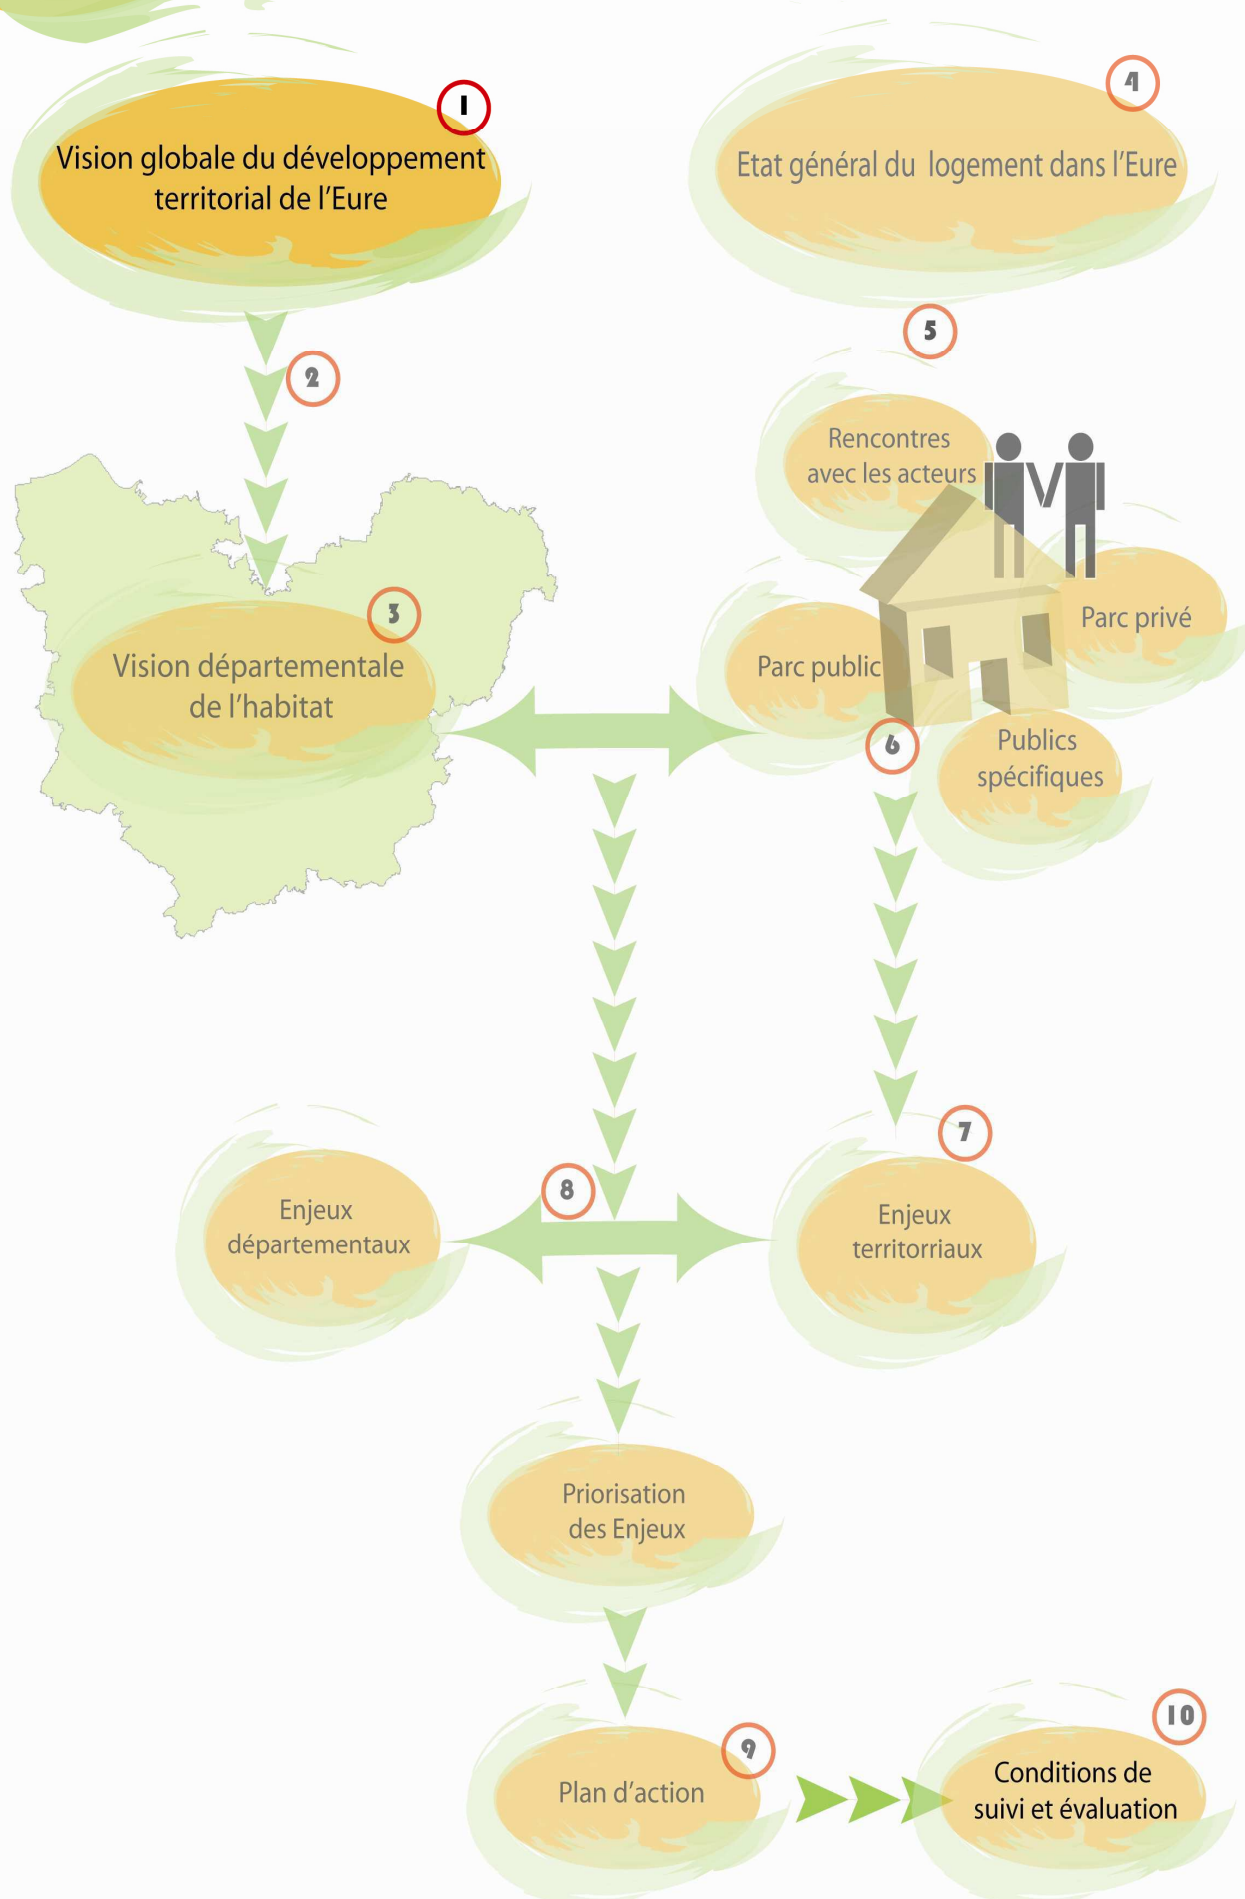 1
Vision globale du développement
territorial de l'Eure
2
3
Vision départementale
de l'habitat
4
Etat général du logement dans l'Eure
5
Rencontres
avec les acteurs
Parc privé
Parc public
6
Publics
spécifiques
7
Enjeux
territorriaux
8
Enjeux
départementaux
Priorisation
des Enjeux
9
Plan d'action
10
Conditions de
suivi et évaluation